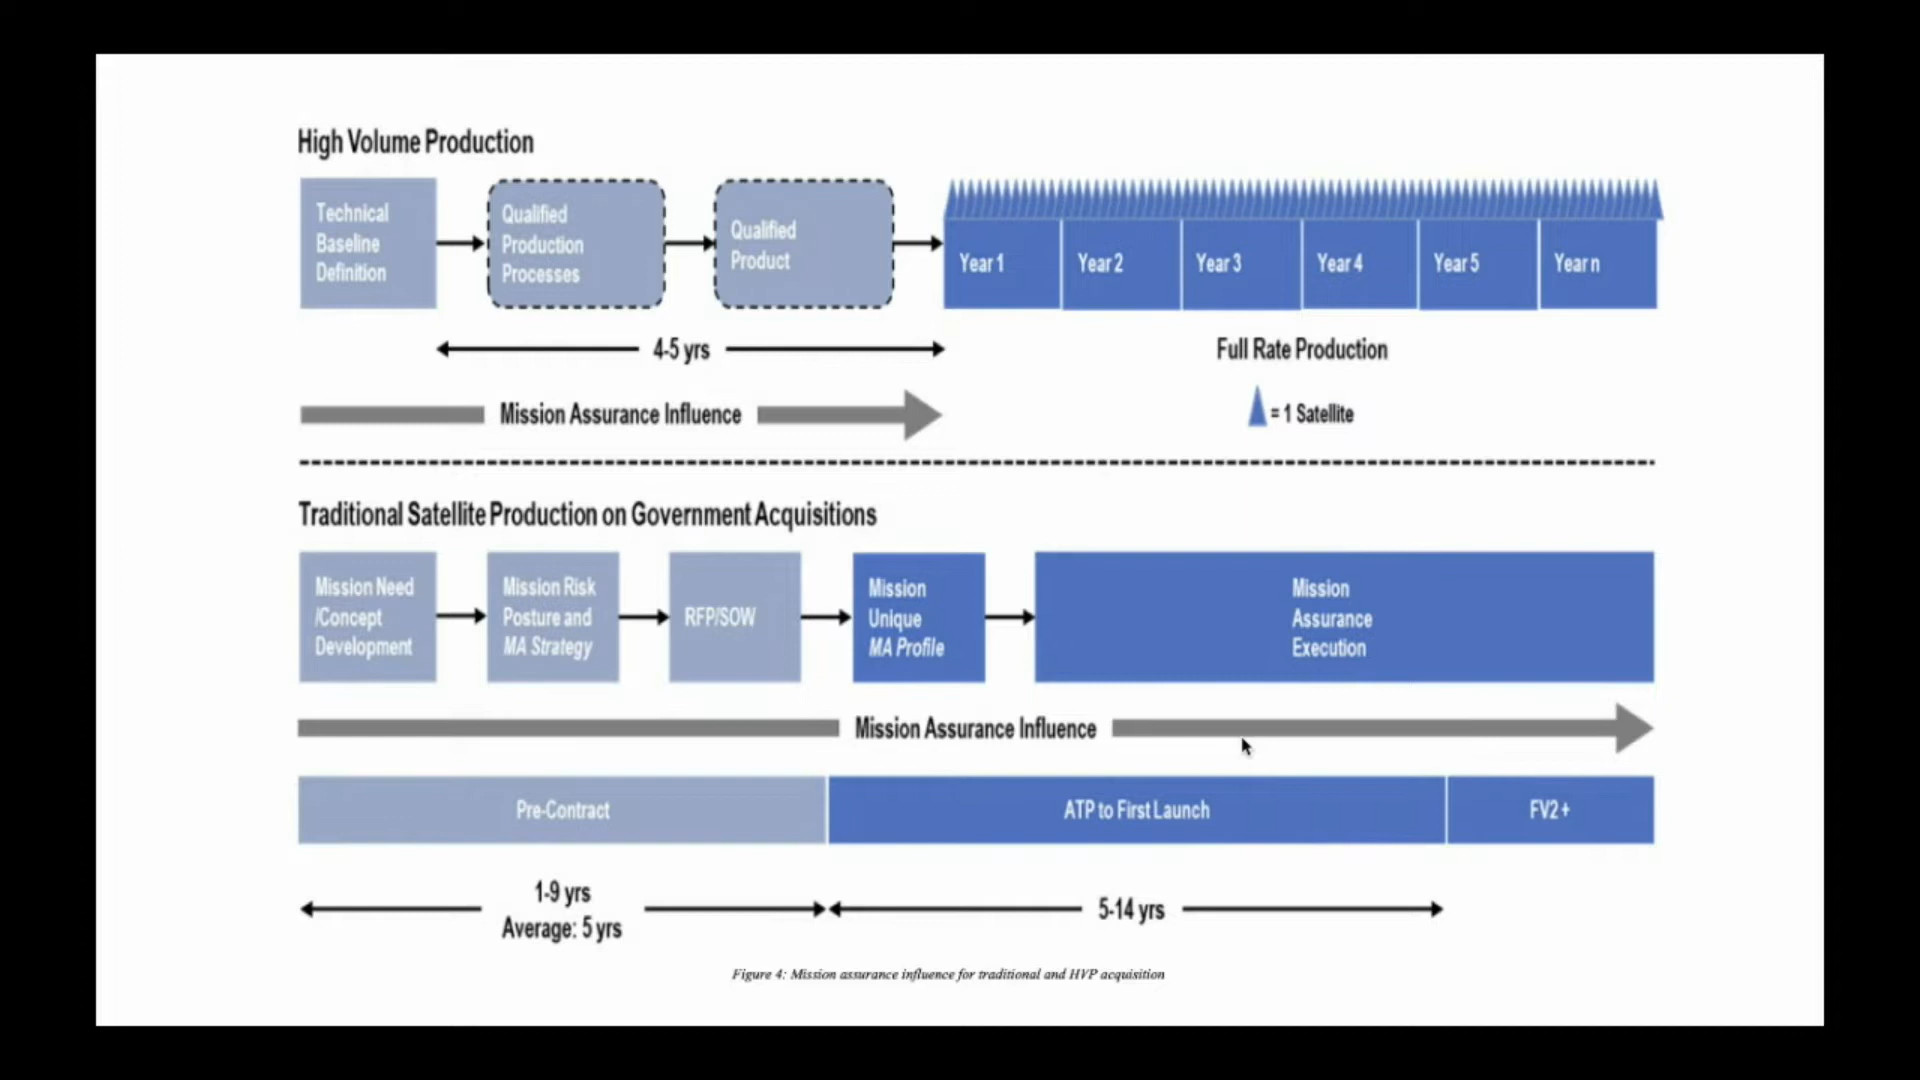 High Volume Production
Technical
Baseline
Definition
Qualified
Production
Processes
Qualified
Product
Year 1
Year 2
Year 3
Year 4
Year 5
Year n
4-5 yrs
Full Rate Production
Mission Assurance Influence
= 1 Satellite
Traditional Satellite Production on Government Acquisitions
Mission Need
/Concept
Development
Mission Risk
Posture and
MA Strategy
RFP/SOW
Mission
Unique
MA Profile
Mission
Assurance
Execution
Mission Assurance Influence
Pre-Contract
ATP to First Launch
FV2 +
1-9 yrs
Average: 5 yrs
5-14 yrs
Figure 4: Mission assurance influence for traditional and HVP acquisition